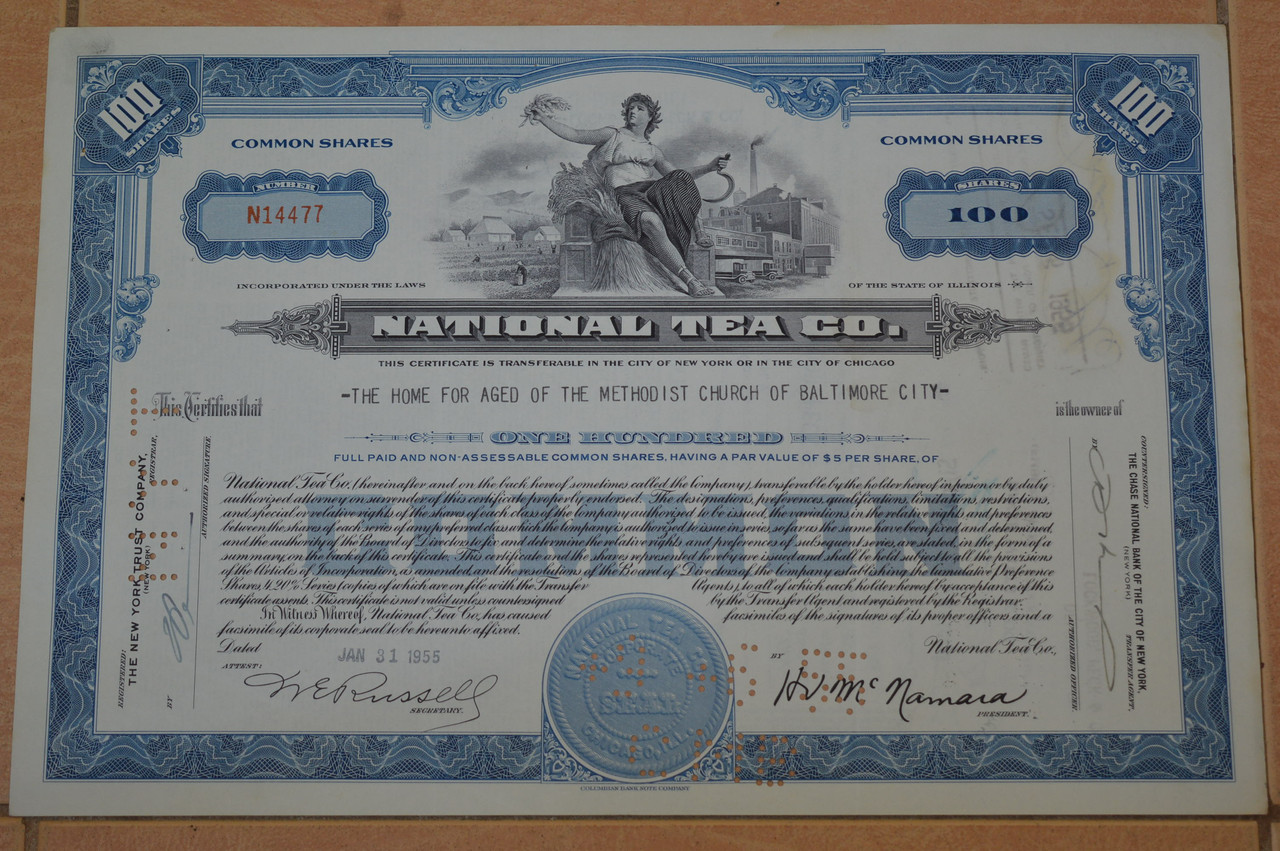 100
SHARES
100
SHARES
COMMON SHARES
COMMON SHARES
NUMBER
N14477
SHARES
100
INCORPORATED UNDER THE LAWS
OF THE STATE OF ILLINOIS
NATIONAL TEA CO.
THIS CERTIFICATE IS TRANSFERABLE IN THE CITY OF NEW YORK OR IN THE CITY OF CHICAGO
This Certifies that
-THE HOME FOR AGED OF THE METHODIST CHURCH OF BALTIMORE CITY-
is the owner of
ONE HUNDRED
FULL PAID AND NON-ASSESSABLE COMMON SHARES, HAVING A PAR VALUE OF $5 PER SHARE, OF
COMMON
National Tea Co., (hereinafter and on the back hereof sometimes called the Company), transferable by the holder hereof in person or by duly
authorized attorney on surrender of this certificate properly endorsed. The designations, preferences, qualifications, limitations, restrictions,
and special or relative rights of the shares of each class of the company authorized to be issued, the variations in the relative rights and preferences
between the shares of each series of the preferred class which the company is authorized to issue in series, so far as the same have been fixed and determined,
and the authority of the Board of Directors to fix and determine the relative rights and preferences of subsequent series, are stated, in the form of a
summary, on the back of this certificate. This certificate and the shares represented hereby are issued and shall be held subject to all the provisions
of the Articles of Incorporation, as amended, and the resolution of the Board of Directors of the Company establishing the Cumulative Preference
Shares 4.20% Series (copies of which are on file with the Transfer Agents), to all of which each holder hereof by acceptance of this
certificate assents. This certificate is not valid unless countersigned by the Transfer Agent and registered by the Registrar.
In Witness Whereof, National Tea Co., has caused facsimiles of the signatures of its proper officers and a
facsimile of its corporate seal to be hereunto affixed.
Dated JAN 31 1955
National Tea Co.,
ATTEST:
BY
W E Russell
SECRETARY.
H V McNamara
PRESIDENT.
NATIONAL TEA CO.
CORPORATE
SEAL
CHICAGO, ILL.
REGISTERED:
THE NEW YORK TRUST COMPANY,
(NEW YORK)
REGISTRAR,
BY
AUTHORIZED SIGNATURE
COUNTERSIGNED:
THE CHASE NATIONAL BANK OF THE CITY OF NEW YORK,
(NEW YORK)
TRANSFER AGENT,
BY
AUTHORIZED OFFICER.
COLUMBIAN BANK NOTE COMPANY